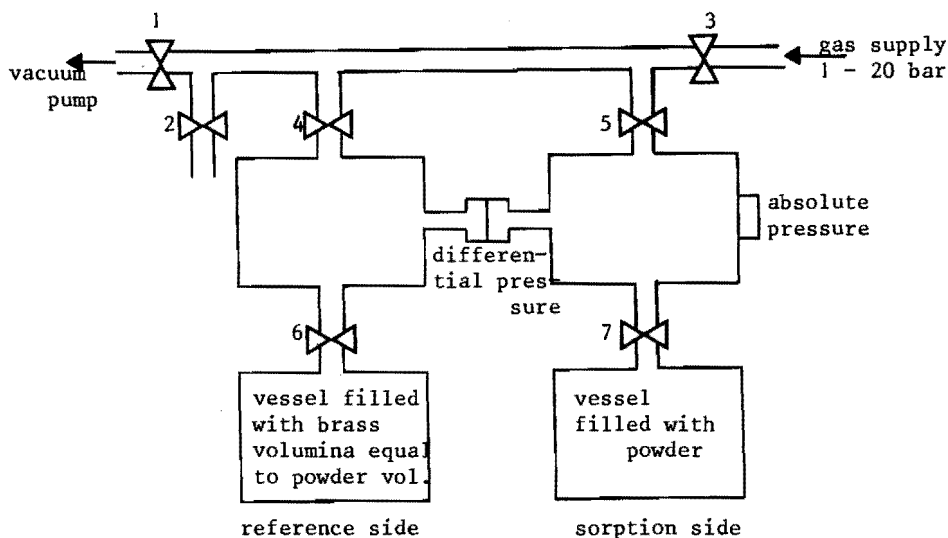 1
3
vacuum
pump
gas supply
1 - 20 bar
2
4
5
absolute
pressure
differen-
tial pres-
sure
6
7
vessel filled
with brass
volumina equal
to powder vol.
vessel
filled with
powder
reference side
sorption side